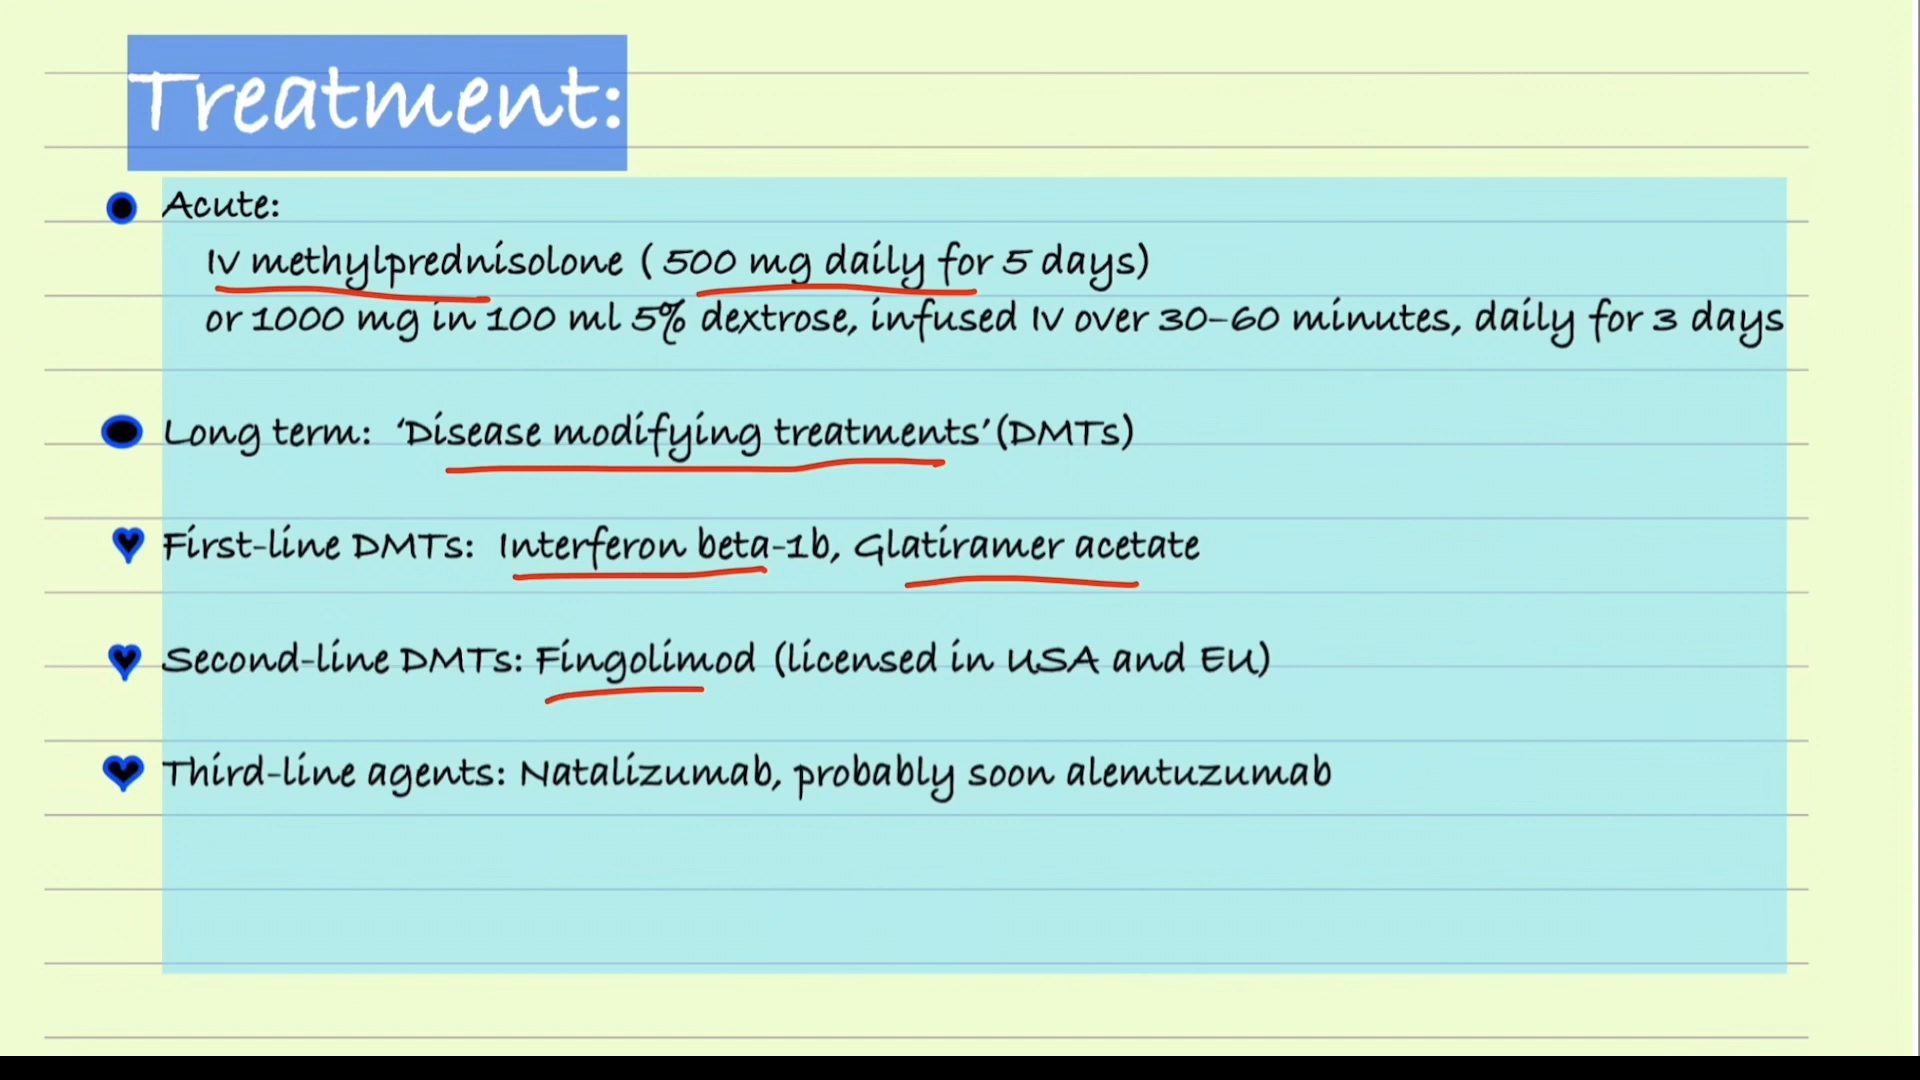 Treatment:
Acute:
IV methylprednisolone ( 500 mg daily for 5 days)
or 1000 mg in 100 ml 5% dextrose, infused IV over 30-60 minutes, daily for 3 days
Long term: ‘Disease modifying treatments’(DMTs)
First-line DMTs: Interferon beta-1b, Glatiramer acetate
Second-line DMTs: Fingolimod (licensed in USA and EU)
Third-line agents: Natalizumab, probably soon alemtuzumab